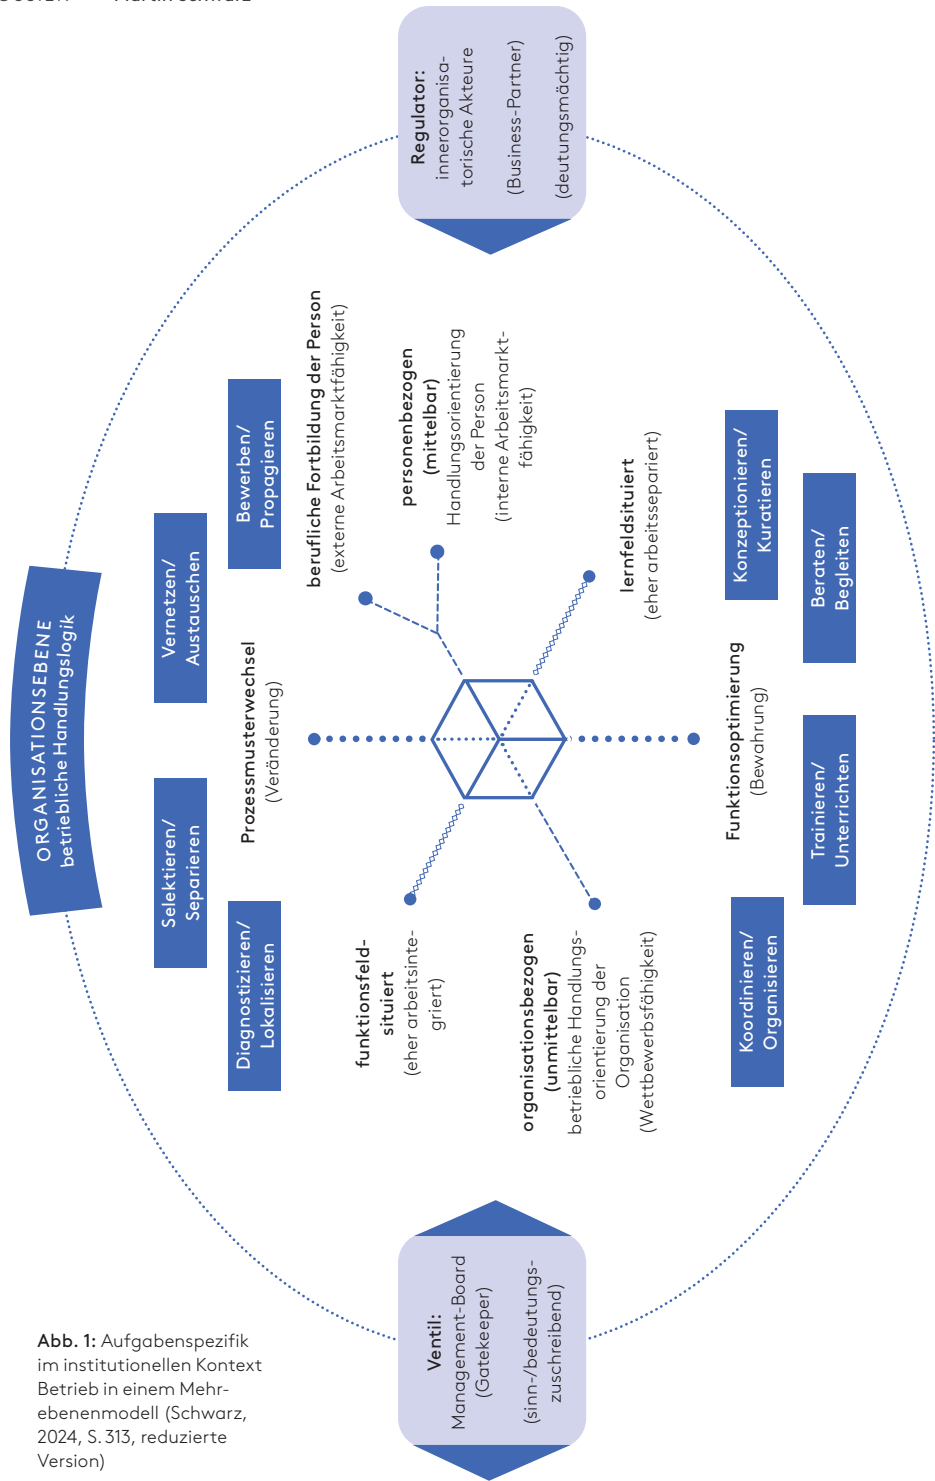 Martin Schwarz
ORGANISATIONSEBENE
betriebliche Handlungslogik
Diagnostizieren/
Lokalisieren
Selektieren/
Separieren
Vernetzen/
Austauschen
Bewerben/
Propagieren
Prozessmusterwechsel
(Veränderung)
berufliche Fortbildung der Person
(externe Arbeitsmarktfähigkeit)
personenbezogen
(mittelbar)
Handlungsorientierung
der Person
(interne Arbeitsmarkt-
fähigkeit)
funktionsfeld-
situiert
(eher arbeitsinte-
griert)
lernfeldsituiert
(eher arbeitssepariert)
organisationsbezogen
(unmittelbar)
betriebliche Handlungs-
orientierung der
Organisation
(Wettbewerbsfähigkeit)
Funktionsoptimierung
(Bewahrung)
Koordinieren/
Organisieren
Trainieren/
Unterrichten
Beraten/
Begleiten
Konzeptionieren/
Kuratieren
Ventil:
Management-Board
(Gatekeeper)
(sinn-/bedeutungs-
zuschreibend)
Regulator:
innerorganisa-
torische Akteure
(Business-Partner)
(deutungsmächtig)
Abb. 1: Aufgabenspezifik
im institutionellen Kontext
Betrieb in einem Mehr-
ebenenmodell (Schwarz,
2024, S. 313, reduzierte
Version)